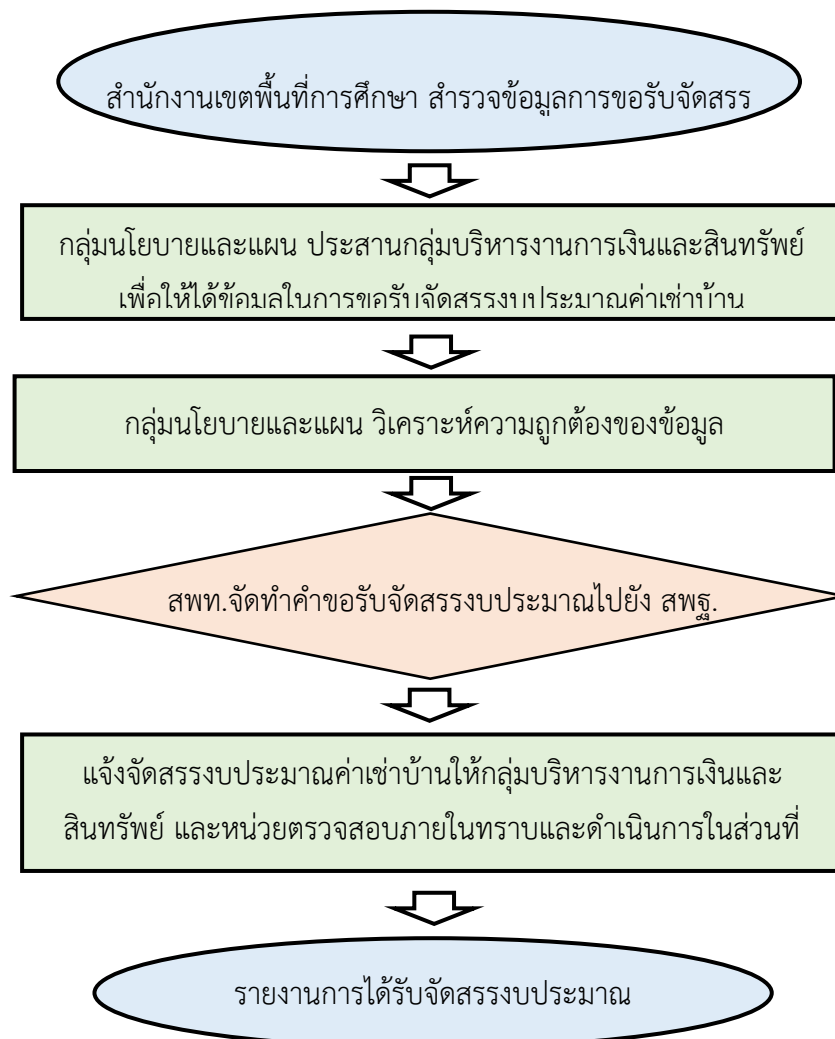 สำนักงานเขตพื้นที่การศึกษา สำรวจข้อมูลการขอรับจัดสรร
กลุ่มนโยบายและแผน ประสานกลุ่มบริหารงานการเงินและสินทรัพย์
เพื่อให้ได้ข้อมูลในการขอรับจัดสรรงบประมาณค่าเช่าบ้าน
กลุ่มนโยบายและแผน วิเคราะห์ความถูกต้องของข้อมูล
สพท.จัดทำคำขอรับจัดสรรงบประมาณไปยัง สพฐ.
แจ้งจัดสรรงบประมาณค่าเช่าบ้านให้กลุ่มบริหารงานการเงินและ
สินทรัพย์ และหน่วยตรวจสอบภายในทราบและดำเนินการในส่วนที่
รายงานการได้รับจัดสรรงบประมาณ